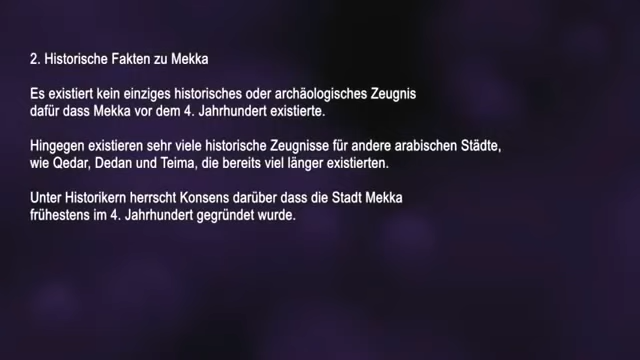 2. Historische Fakten zu Mekka
Es existiert kein einziges historisches oder archäologisches Zeugnis
dafür dass Mekka vor dem 4. Jahrhundert existierte.
Hingegen existieren sehr viele historische Zeugnisse für andere arabischen Städte,
wie Qedar, Dedan und Teima, die bereits viel länger existierten.
Unter Historikern herrscht Konsens darüber dass die Stadt Mekka
frühestens im 4. Jahrhundert gegründet wurde.